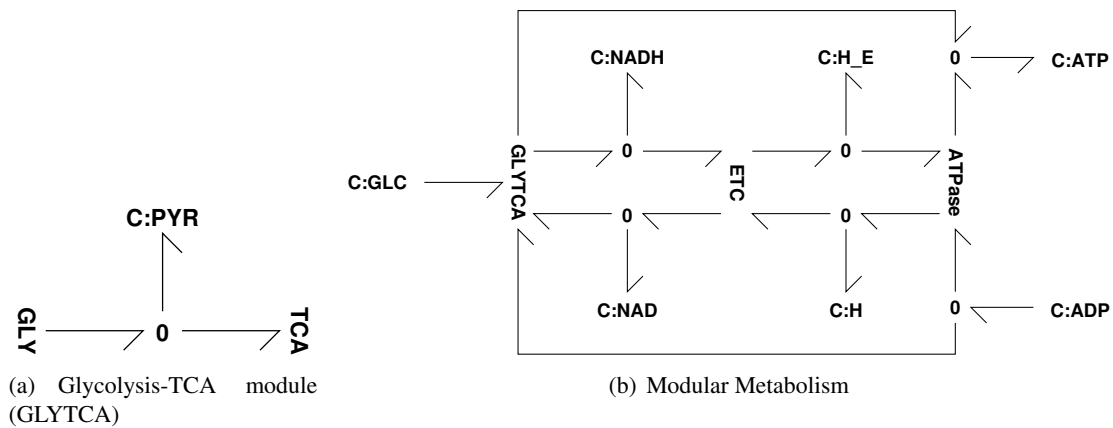 C:PYR
GLY
0
TCA
(a) Glycolysis-TCA module
(GLYTCA)
C:NADH
C:H_E
0
C:ATP
GLYTCA
0
ETC
0
ATPase
C:GLC
0
0
C:NAD
C:H
0
C:ADP
(b) Modular Metabolism